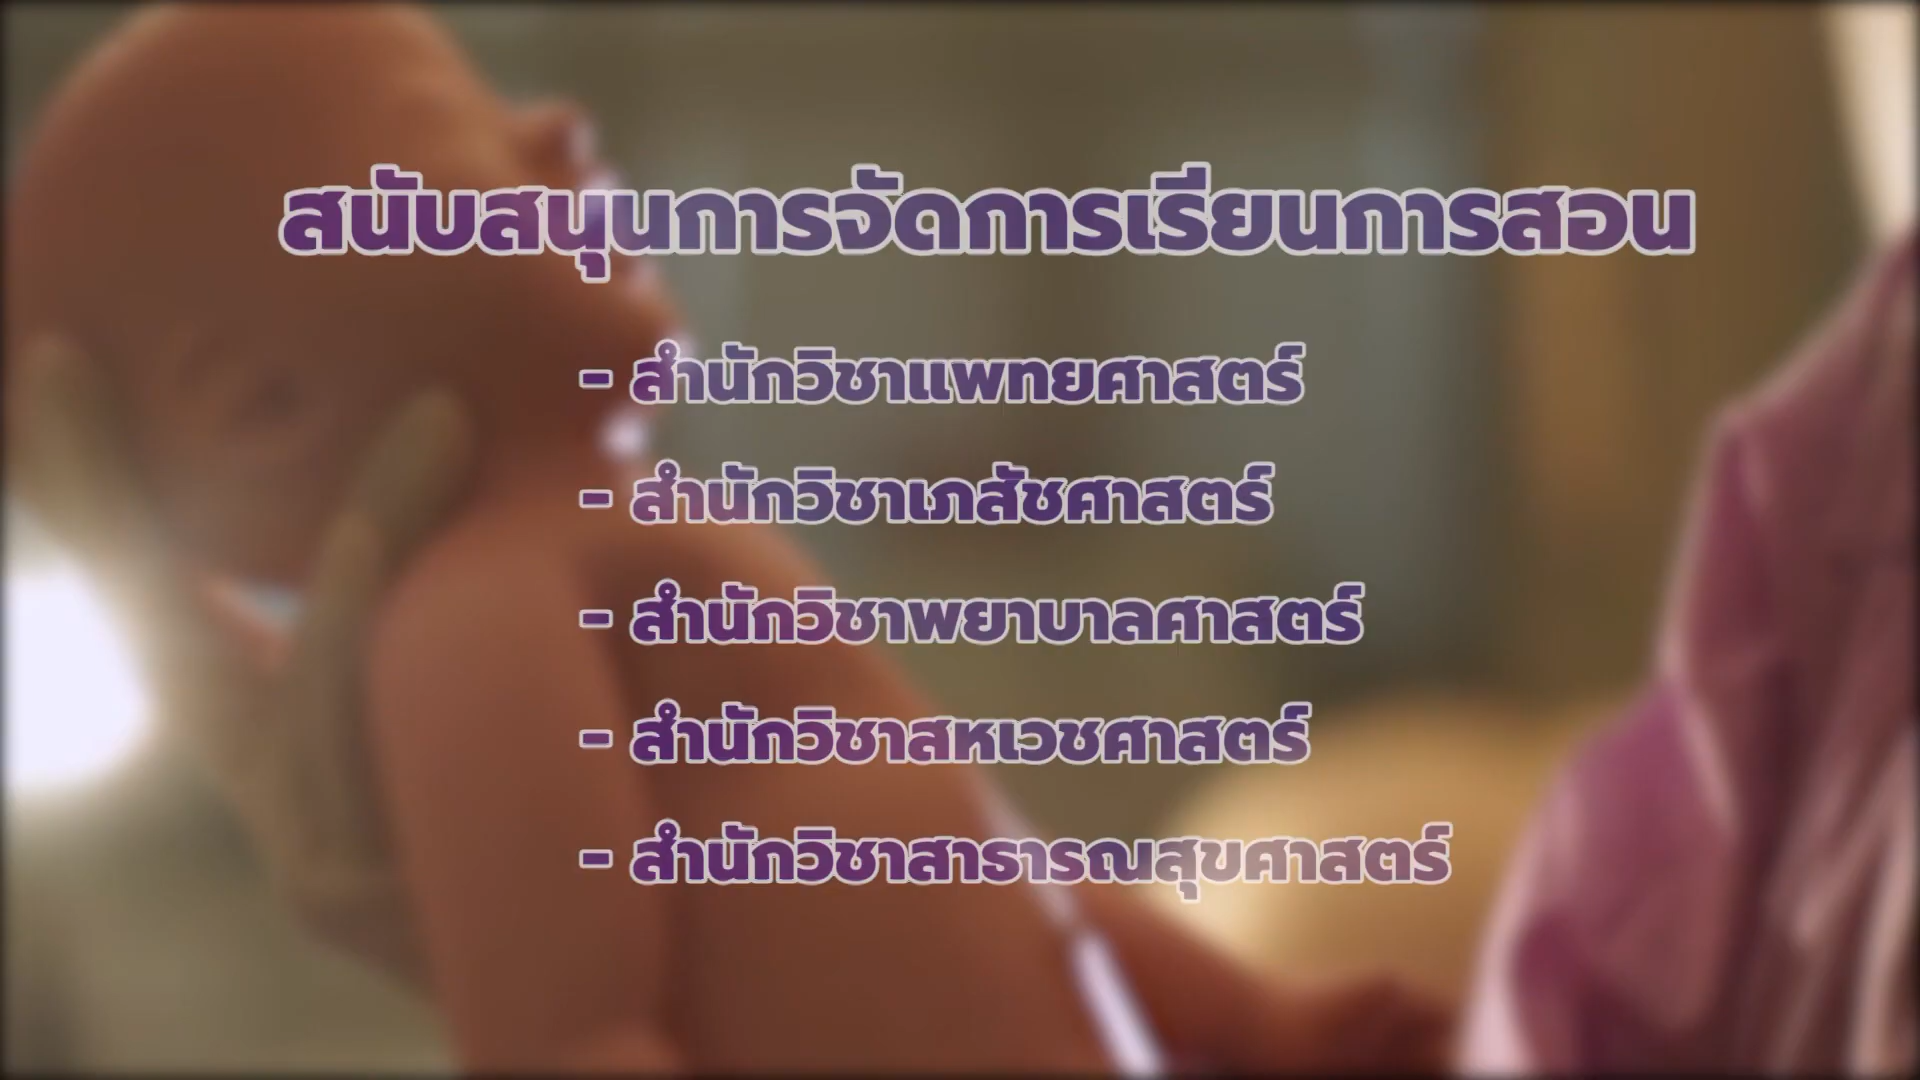 สนับสนุนการจัดการเรียนการสอน
- สำนักวิชาแพทยศาสตร์
- สำนักวิชาเภสัชศาสตร์
- สำนักวิชาพยาบาลศาสตร์
- สำนักวิชาสหเวชศาสตร์
- สำนักวิชาสาธารณสุขศาสตร์